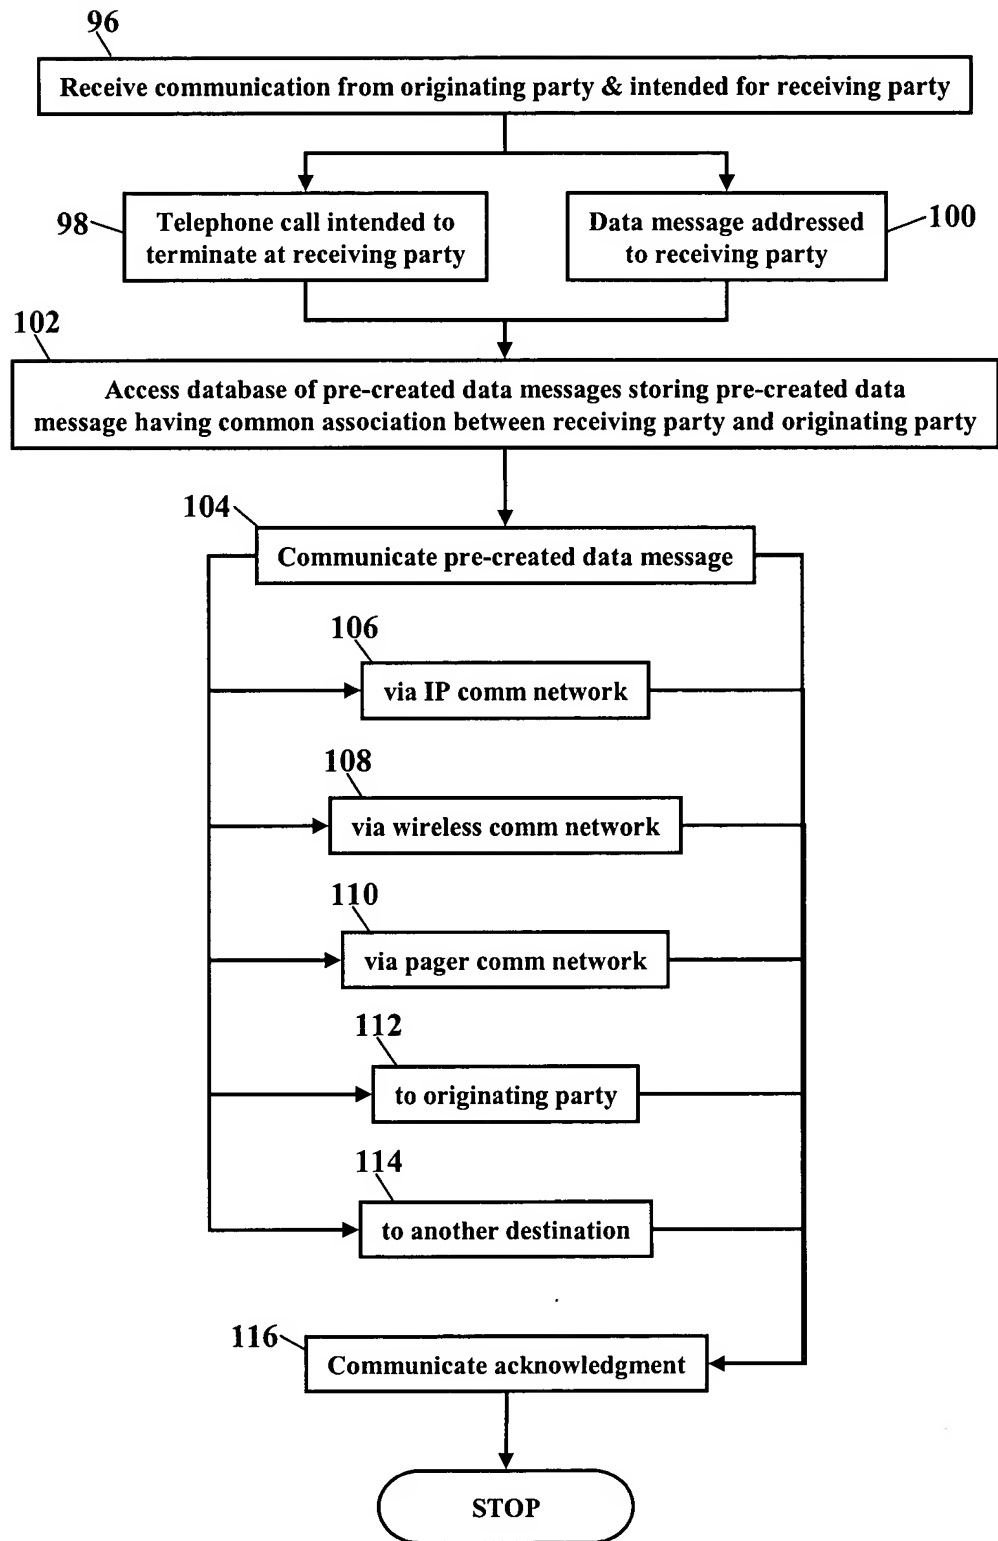 96
Receive communication from originating party & intended for receiving party
98
Telephone call intended to
terminate at receiving party
Data message addressed
to receiving party
100
102
Access database of pre-created data messages storing pre-created data
message having common association between receiving party and originating party
104
Communicate pre-created data message
106
via IP comm network
108
via wireless comm network
110
via pager comm network
112
to originating party
114
to another destination
116
Communicate acknowledgment
STOP